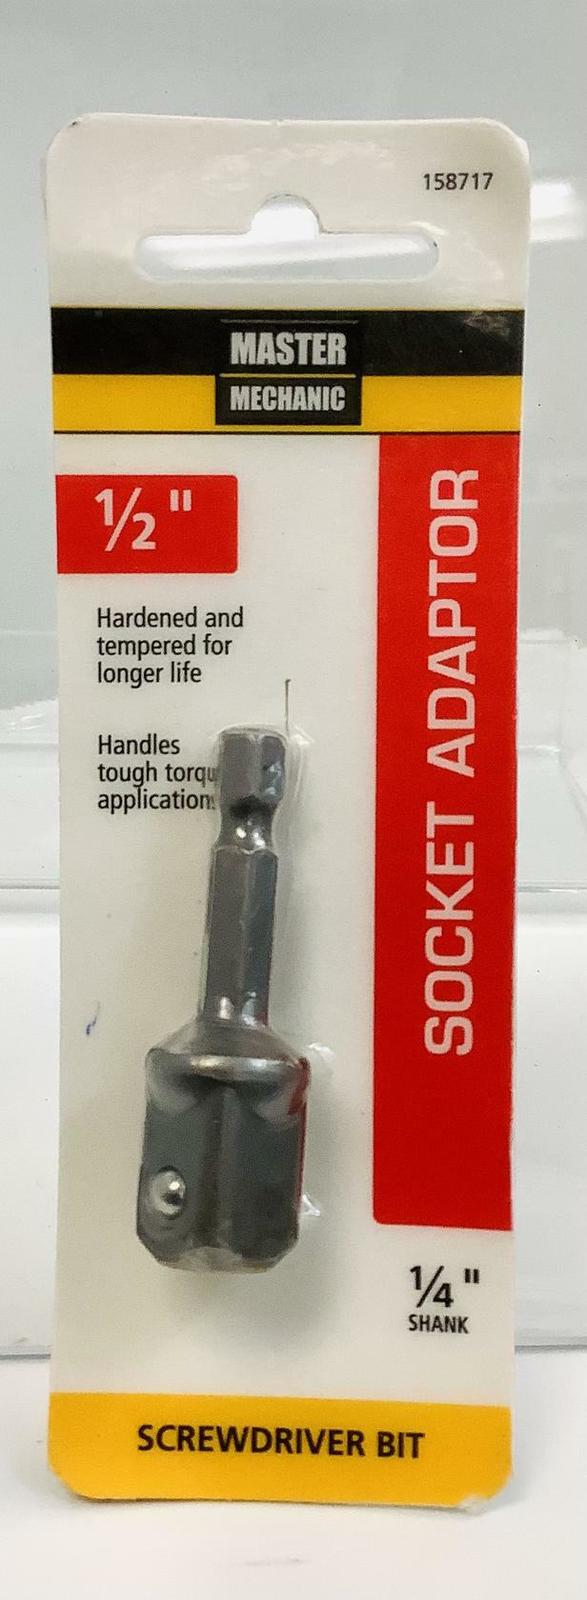 158717
MASTER
MECHANIC
1/2"
Hardened and
tempered for
longer life
Handles
tough torqu
application
SOCKET ADAPTOR
1/4"
SHANK
SCREWDRIVER BIT